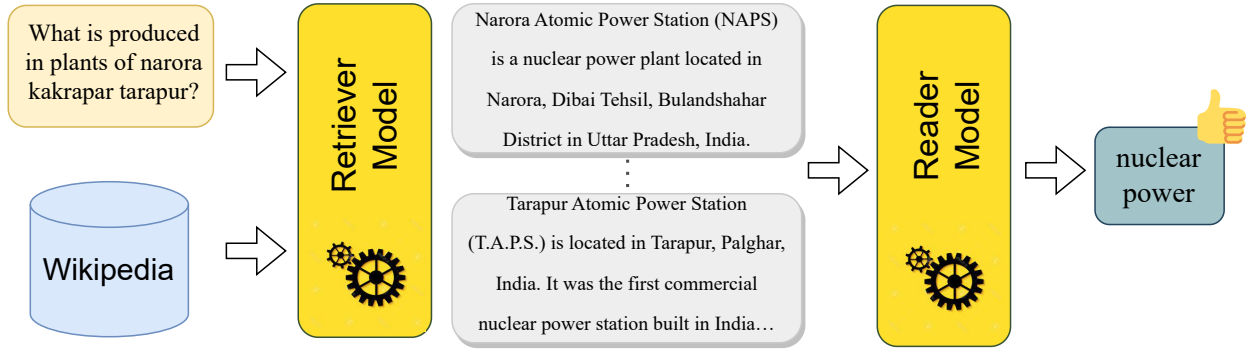 What is produced
in plants of narora
kakrapar tarapur?
Wikipedia
Retriever
Model
Narora Atomic Power Station (NAPS)
is a nuclear power plant located in
Narora, Dibai Tehsil, Bulandshahar
District in Uttar Pradesh, India.
Tarapur Atomic Power Station
(T.A.P.S.) is located in Tarapur, Palghar,
India. It was the first commercial
nuclear power station built in India…
Reader
Model
nuclear
power